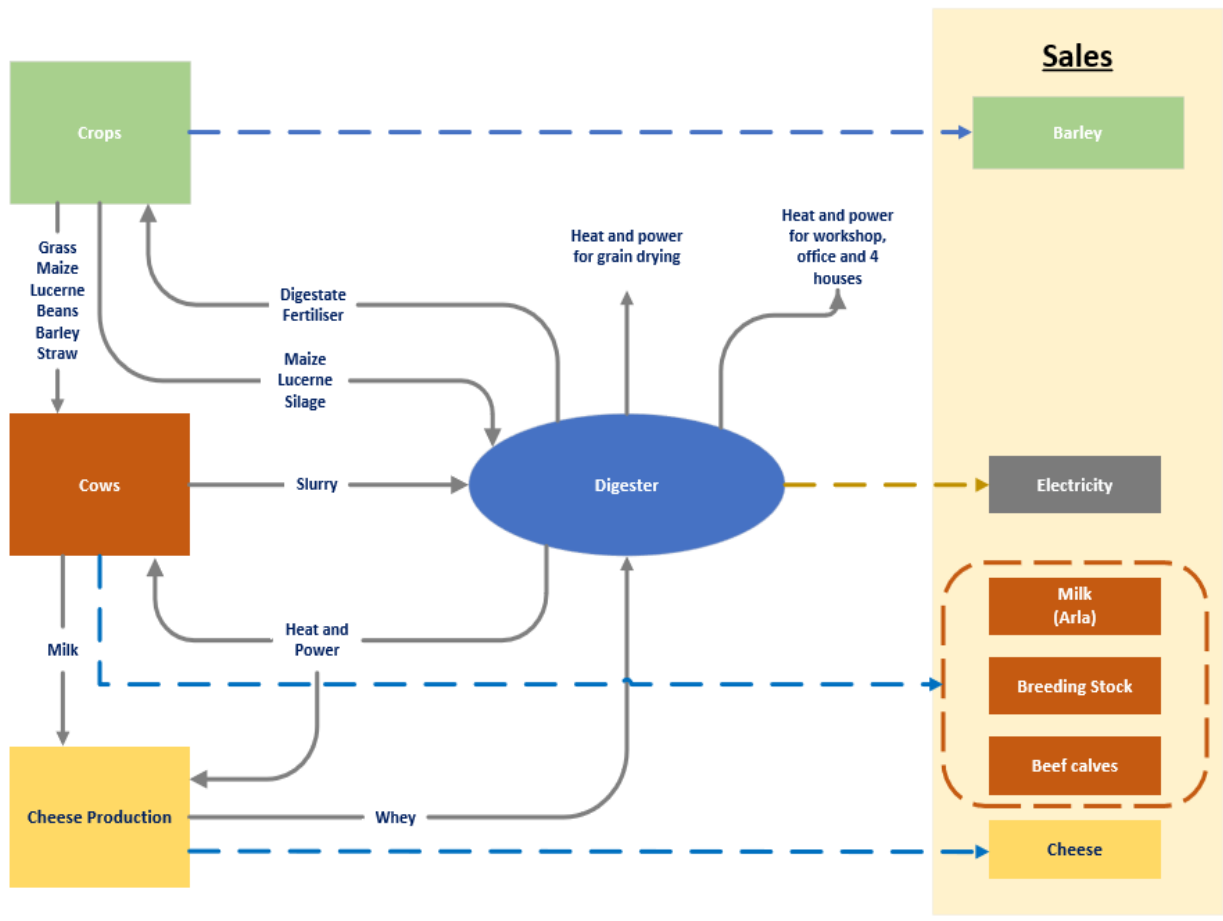 Sales
Crops
Barley
Heat and power
for workshop,
office and 4
houses
Heat and power
for grain drying
Grass
Maize
Lucerne
Beans
Barley
Straw
Digestate
Fertiliser
Maize
Lucerne
Silage
Cows
Slurry
Digester
Electricity
Milk
(Arla)
Heat and
Power
Milk
Breeding Stock
Beef calves
Cheese Production
Whey
Cheese